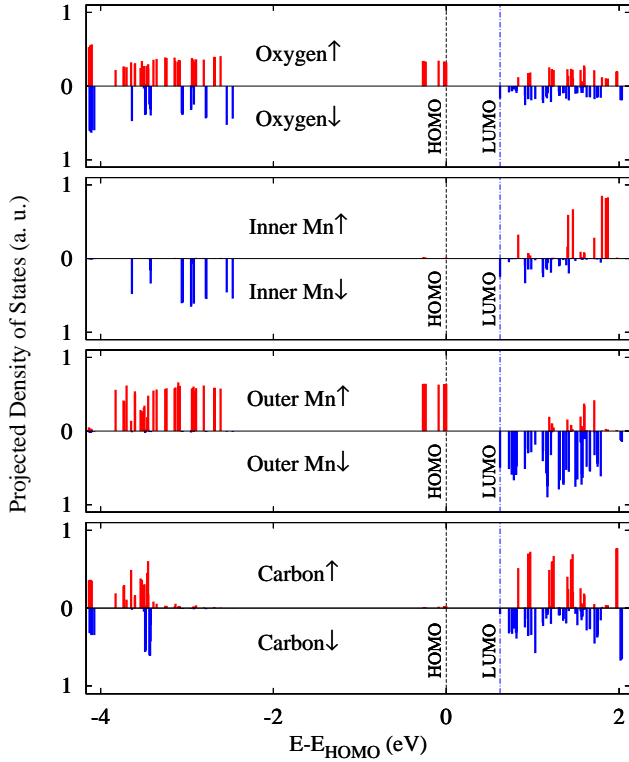 Projected Density of States (a. u.)
1
Oxygen↑
0
Oxygen↓
HOMO
LUMO
1
1
Inner Mn↑
0
Inner Mn↓
HOMO
LUMO
1
1
Outer Mn↑
0
Outer Mn↓
HOMO
LUMO
1
1
Carbon↑
0
Carbon↓
HOMO
LUMO
1
-4 -2 0 2
E-E_HOMO (eV)